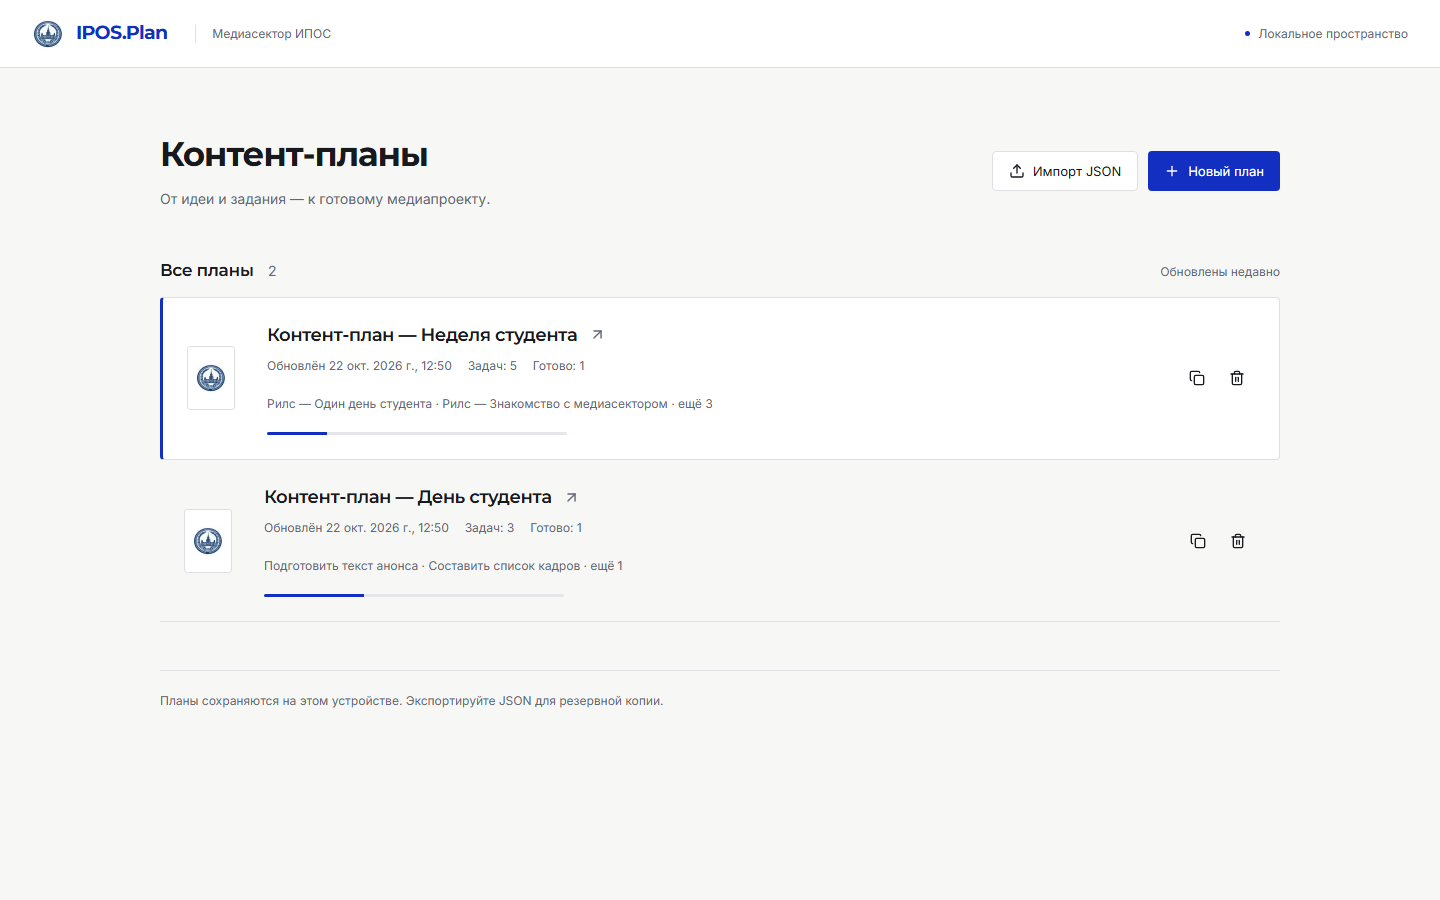 IPOS.Plan
Медиасектор ИПОС
Локальное пространство
Контент-планы
От идеи и задания — к готовому медиапроекту.
Импорт JSON
Новый план
Все планы 2
Обновлены недавно
Контент-план — Неделя студента
Обновлён 22 окт. 2026 г., 12:50 Задач: 5 Готово: 1
Рилс — Один день студента · Рилс — Знакомство с медиасектором · ещё 3
Контент-план — День студента
Обновлён 22 окт. 2026 г., 12:50 Задач: 3 Готово: 1
Подготовить текст анонса · Составить список кадров · ещё 1
Планы сохраняются на этом устройстве. Экспортируйте JSON для резервной копии.